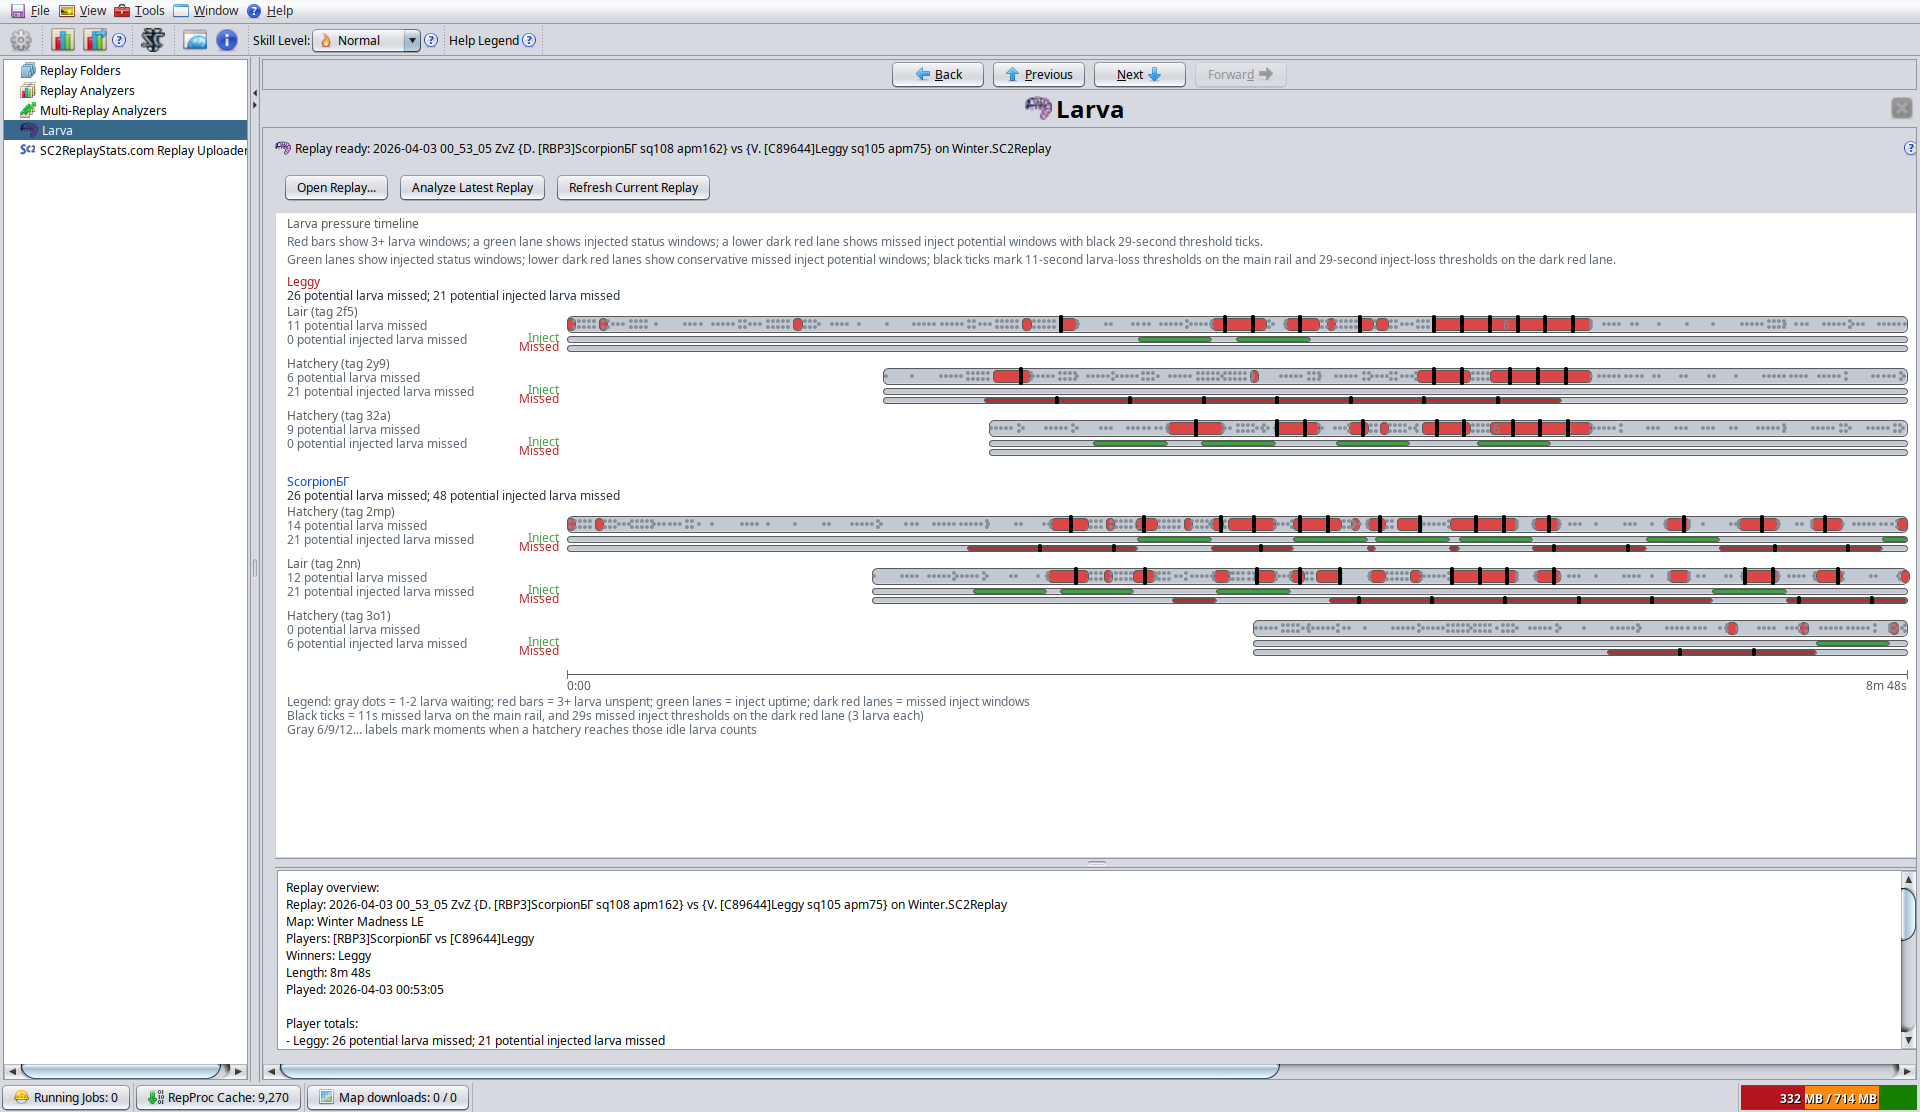 File View Tools Window Help
Skill Level: Normal Help Legend
Replay Folders
Replay Analyzers
Multi-Replay Analyzers
Larva
SC2ReplayStats.com Replay Uploader
Back Previous Next Forward
Larva
Replay ready: 2026-04-03 00_53_05 ZvZ {D. [RBP3]ScorpionБГ sq108 apm162} vs {V. [C89644]Leggy sq105 apm75} on Winter.SC2Replay
Open Replay... Analyze Latest Replay Refresh Current Replay
Larva pressure timeline
Red bars show 3+ larva windows; a green lane shows injected status windows; a lower dark red lane shows missed inject potential windows with black 29-second threshold ticks.
Green lanes show injected status windows; lower dark red lanes show conservative missed inject potential windows; black ticks mark 11-second larva-loss thresholds on the main rail and 29-second inject-loss thresholds on the dark red lane.
Leggy
26 potential larva missed; 21 potential injected larva missed
Lair (tag 2f5)
11 potential larva missed
0 potential injected larva missed
Inject
Missed
6
Hatchery (tag 2y9)
6 potential larva missed
21 potential injected larva missed
Inject
Missed
Hatchery (tag 32a)
9 potential larva missed
0 potential injected larva missed
Inject
Missed
ScorpionБГ
26 potential larva missed; 48 potential injected larva missed
Hatchery (tag 2mp)
14 potential larva missed
21 potential injected larva missed
Inject
Missed
Lair (tag 2nn)
12 potential larva missed
21 potential injected larva missed
Inject
Missed
Hatchery (tag 3o1)
0 potential larva missed
6 potential injected larva missed
Inject
Missed
0:00 8m 48s
Legend: gray dots = 1-2 larva waiting; red bars = 3+ larva unspent; green lanes = inject uptime; dark red lanes = missed inject windows
Black ticks = 11s missed larva on the main rail, and 29s missed inject thresholds on the dark red lane (3 larva each)
Gray 6/9/12... labels mark moments when a hatchery reaches those idle larva counts
Replay overview:
Replay: 2026-04-03 00_53_05 ZvZ {D. [RBP3]ScorpionБГ sq108 apm162} vs {V. [C89644]Leggy sq105 apm75} on Winter.SC2Replay
Map: Winter Madness LE
Players: [RBP3]ScorpionБГ vs [C89644]Leggy
Winners: Leggy
Length: 8m 48s
Played: 2026-04-03 00:53:05
Player totals:
- Leggy: 26 potential larva missed; 21 potential injected larva missed
Running Jobs: 0 RepProc Cache: 9,270 Map downloads: 0 / 0 332 MB / 714 MB